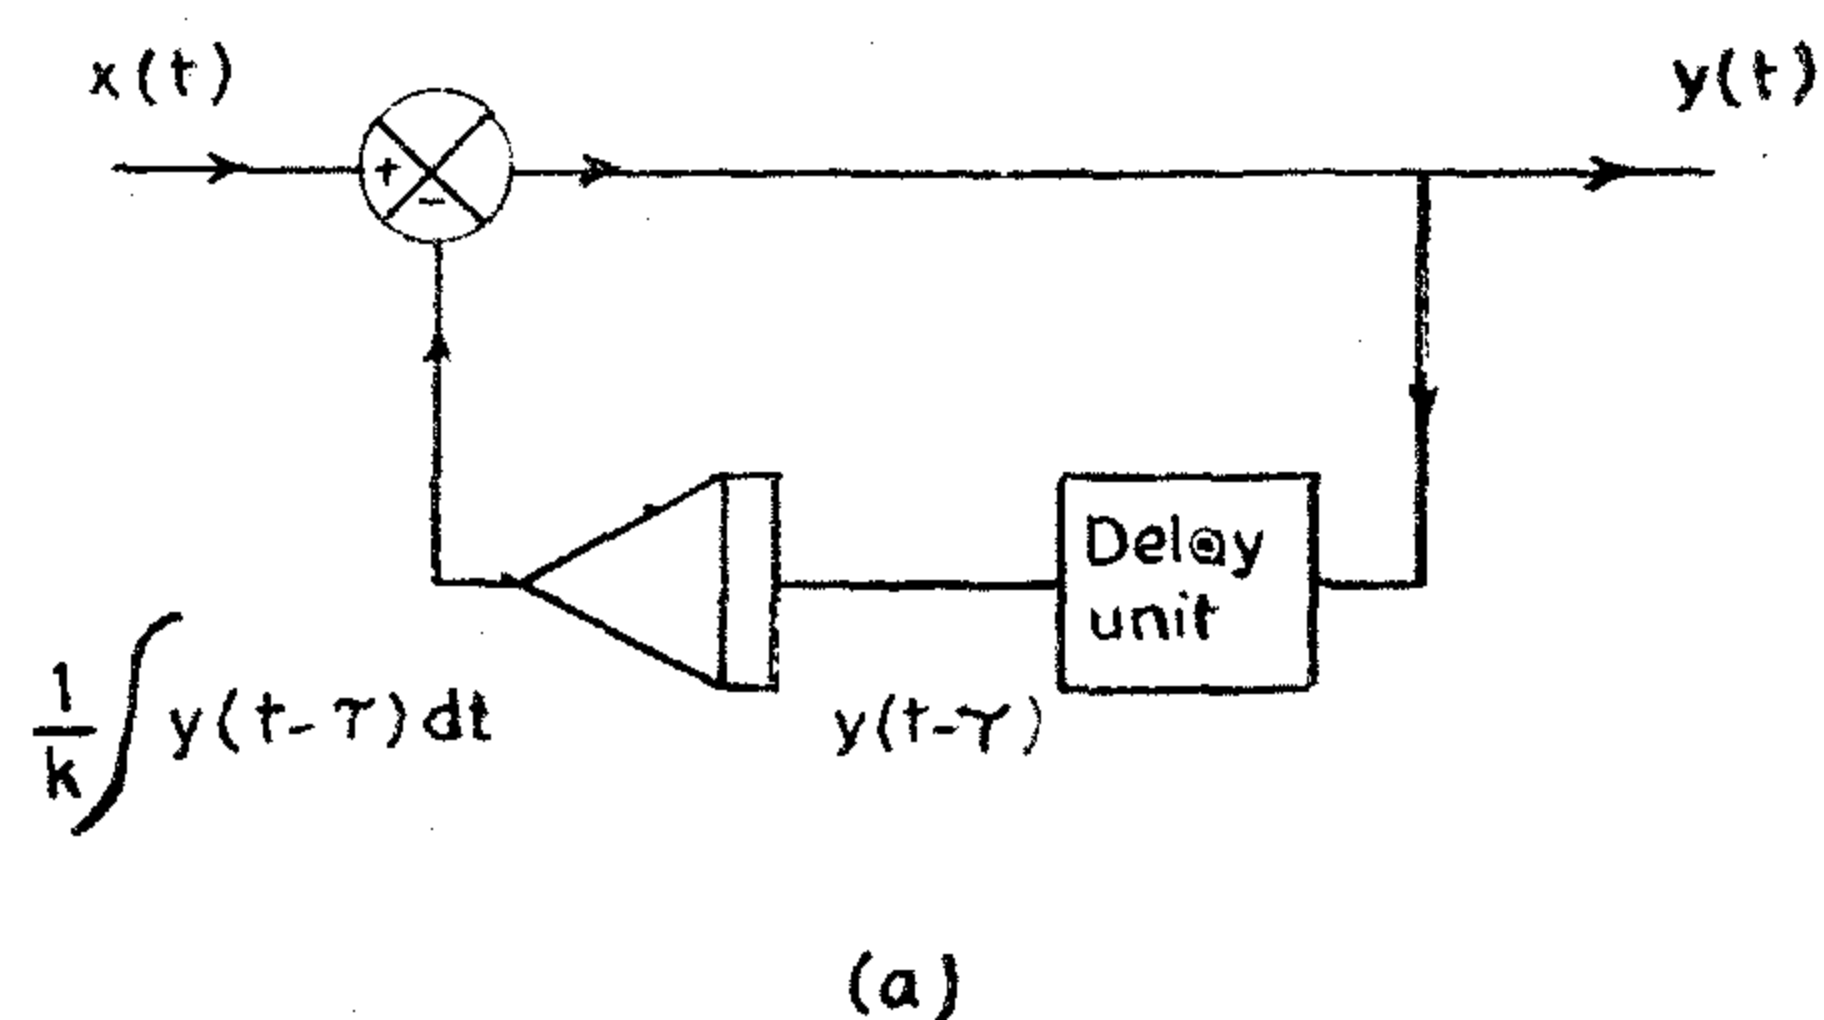 x(t)
y(t)
+
−
Delay
unit
1/k ∫ y(t-τ)dt
y(t-τ)
(a)